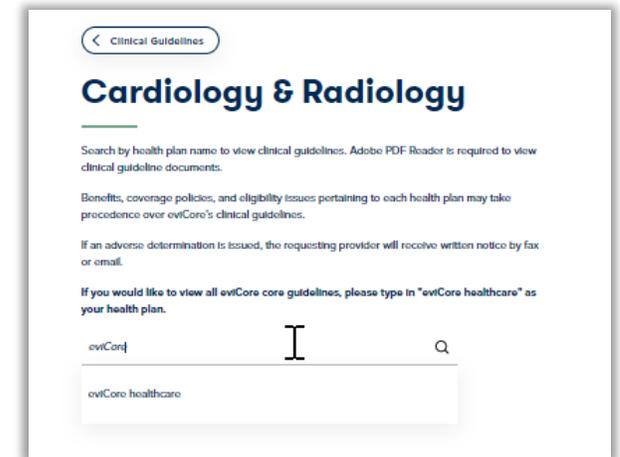 Clinical Guidelines
Cardiology & Radiology
Search by health plan name to view clinical guidelines. Adobe PDF Reader is required to view
clinical guideline documents.
Benefits, coverage policies, and eligibility issues pertaining to each health plan may take
precedence over eviCore's clinical guidelines.
If an adverse determination is issued, the requesting provider will receive written notice by fax
or email.
If you would like to view all eviCore core guidelines, please type in "eviCore healthcare" as
your health plan.
eviCore
eviCore healthcare